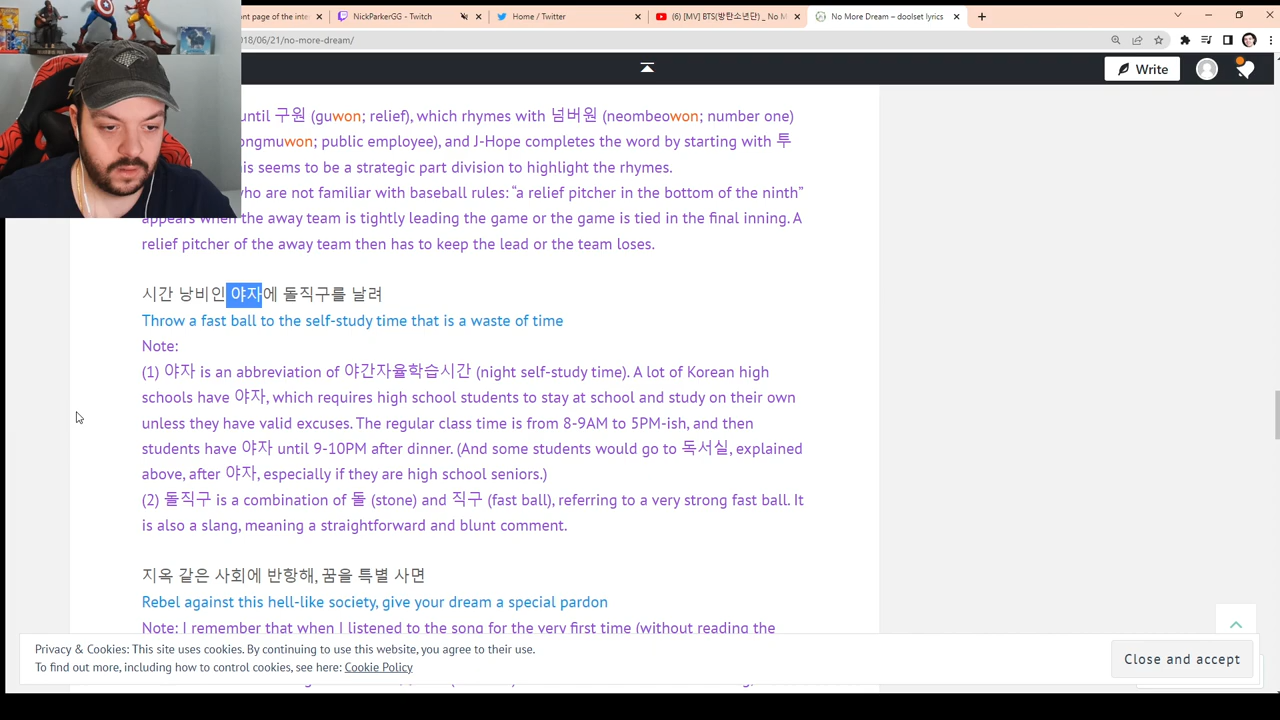 ont page of the inte
NickParkerGG - Twitch
Home / Twitter
(6) [MV] BTS(방탄소년단) _ No M
No More Dream – doolset lyrics
018/06/21/no-more-dream/
Write
until 구원 (guwon; relief), which rhymes with 넘버원 (neombeowon; number one)
ongmuwon; public employee), and J-Hope completes the word by starting with 투
is seems to be a strategic part division to highlight the rhymes.
ho are not familiar with baseball rules: “a relief pitcher in the bottom of the ninth”
appears when the away team is tightly leading the game or the game is tied in the final inning. A
relief pitcher of the away team then has to keep the lead or the team loses.
시간 낭비인 야자에 돌직구를 날려
Throw a fast ball to the self-study time that is a waste of time
Note:
(1) 야자 is an abbreviation of 야간자율학습시간 (night self-study time). A lot of Korean high
schools have 야자, which requires high school students to stay at school and study on their own
unless they have valid excuses. The regular class time is from 8-9AM to 5PM-ish, and then
students have 야자 until 9-10PM after dinner. (And some students would go to 독서실, explained
above, after 야자, especially if they are high school seniors.)
(2) 돌직구 is a combination of 돌 (stone) and 직구 (fast ball), referring to a very strong fast ball. It
is also a slang, meaning a straightforward and blunt comment.
지옥 같은 사회에 반항해, 꿈을 특별 사면
Rebel against this hell-like society, give your dream a special pardon
Note: I remember that when I listened to the song for the very first time (without reading the
Privacy & Cookies: This site uses cookies. By continuing to use this website, you agree to their use.
To find out more, including how to control cookies, see here: Cookie Policy
Close and accept